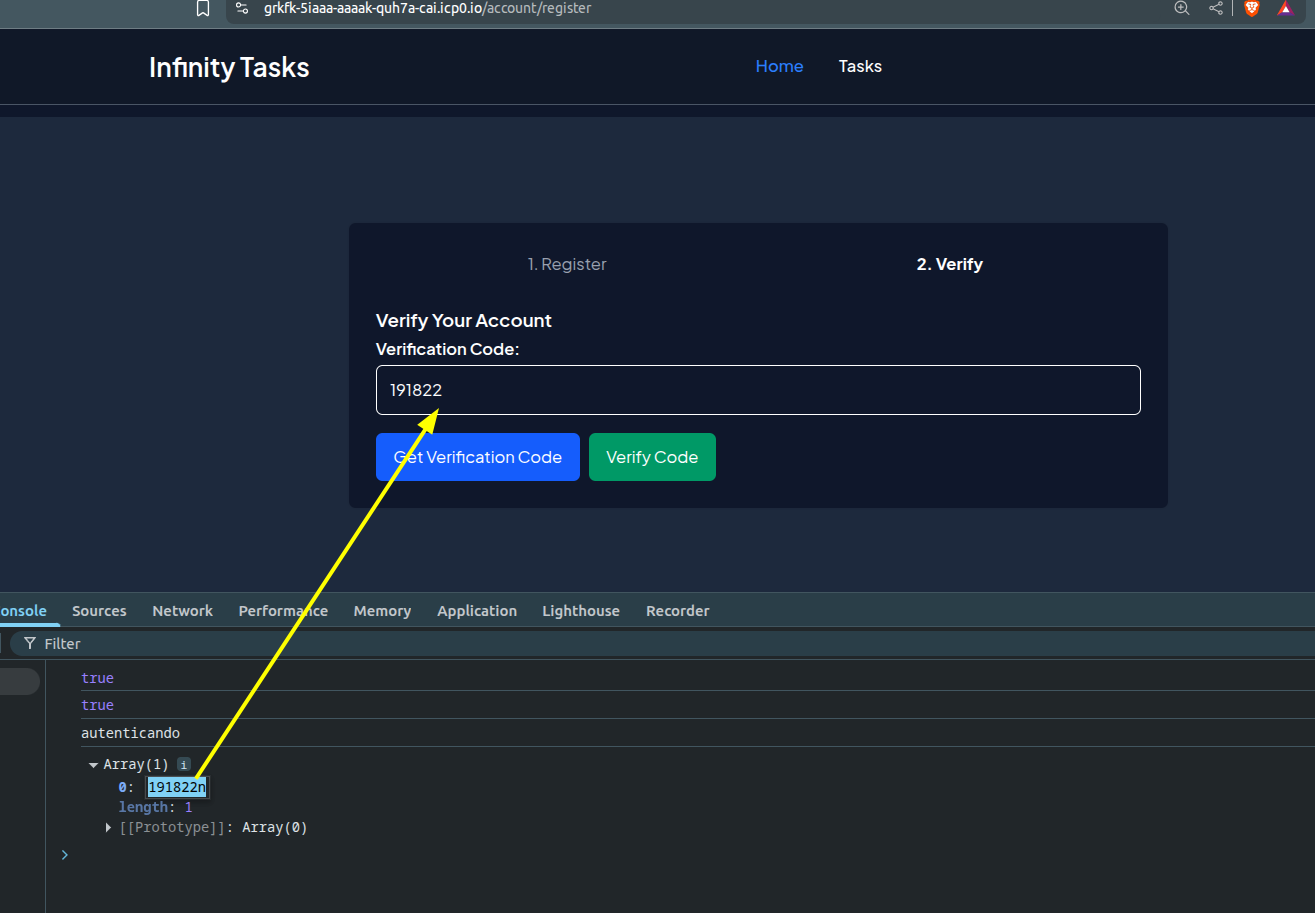 grkfk-5iaaa-aaaak-quh7a-cai.icp0.io/account/register
Infinity Tasks
Home
Tasks
1. Register
2. Verify
Verify Your Account
Verification Code:
191822
Get Verification Code
Verify Code
onsole
Sources
Network
Performance
Memory
Application
Lighthouse
Recorder
Filter
true
true
autenticando
Array(1) i
0: 191822n
length: 1
[[Prototype]]: Array(0)